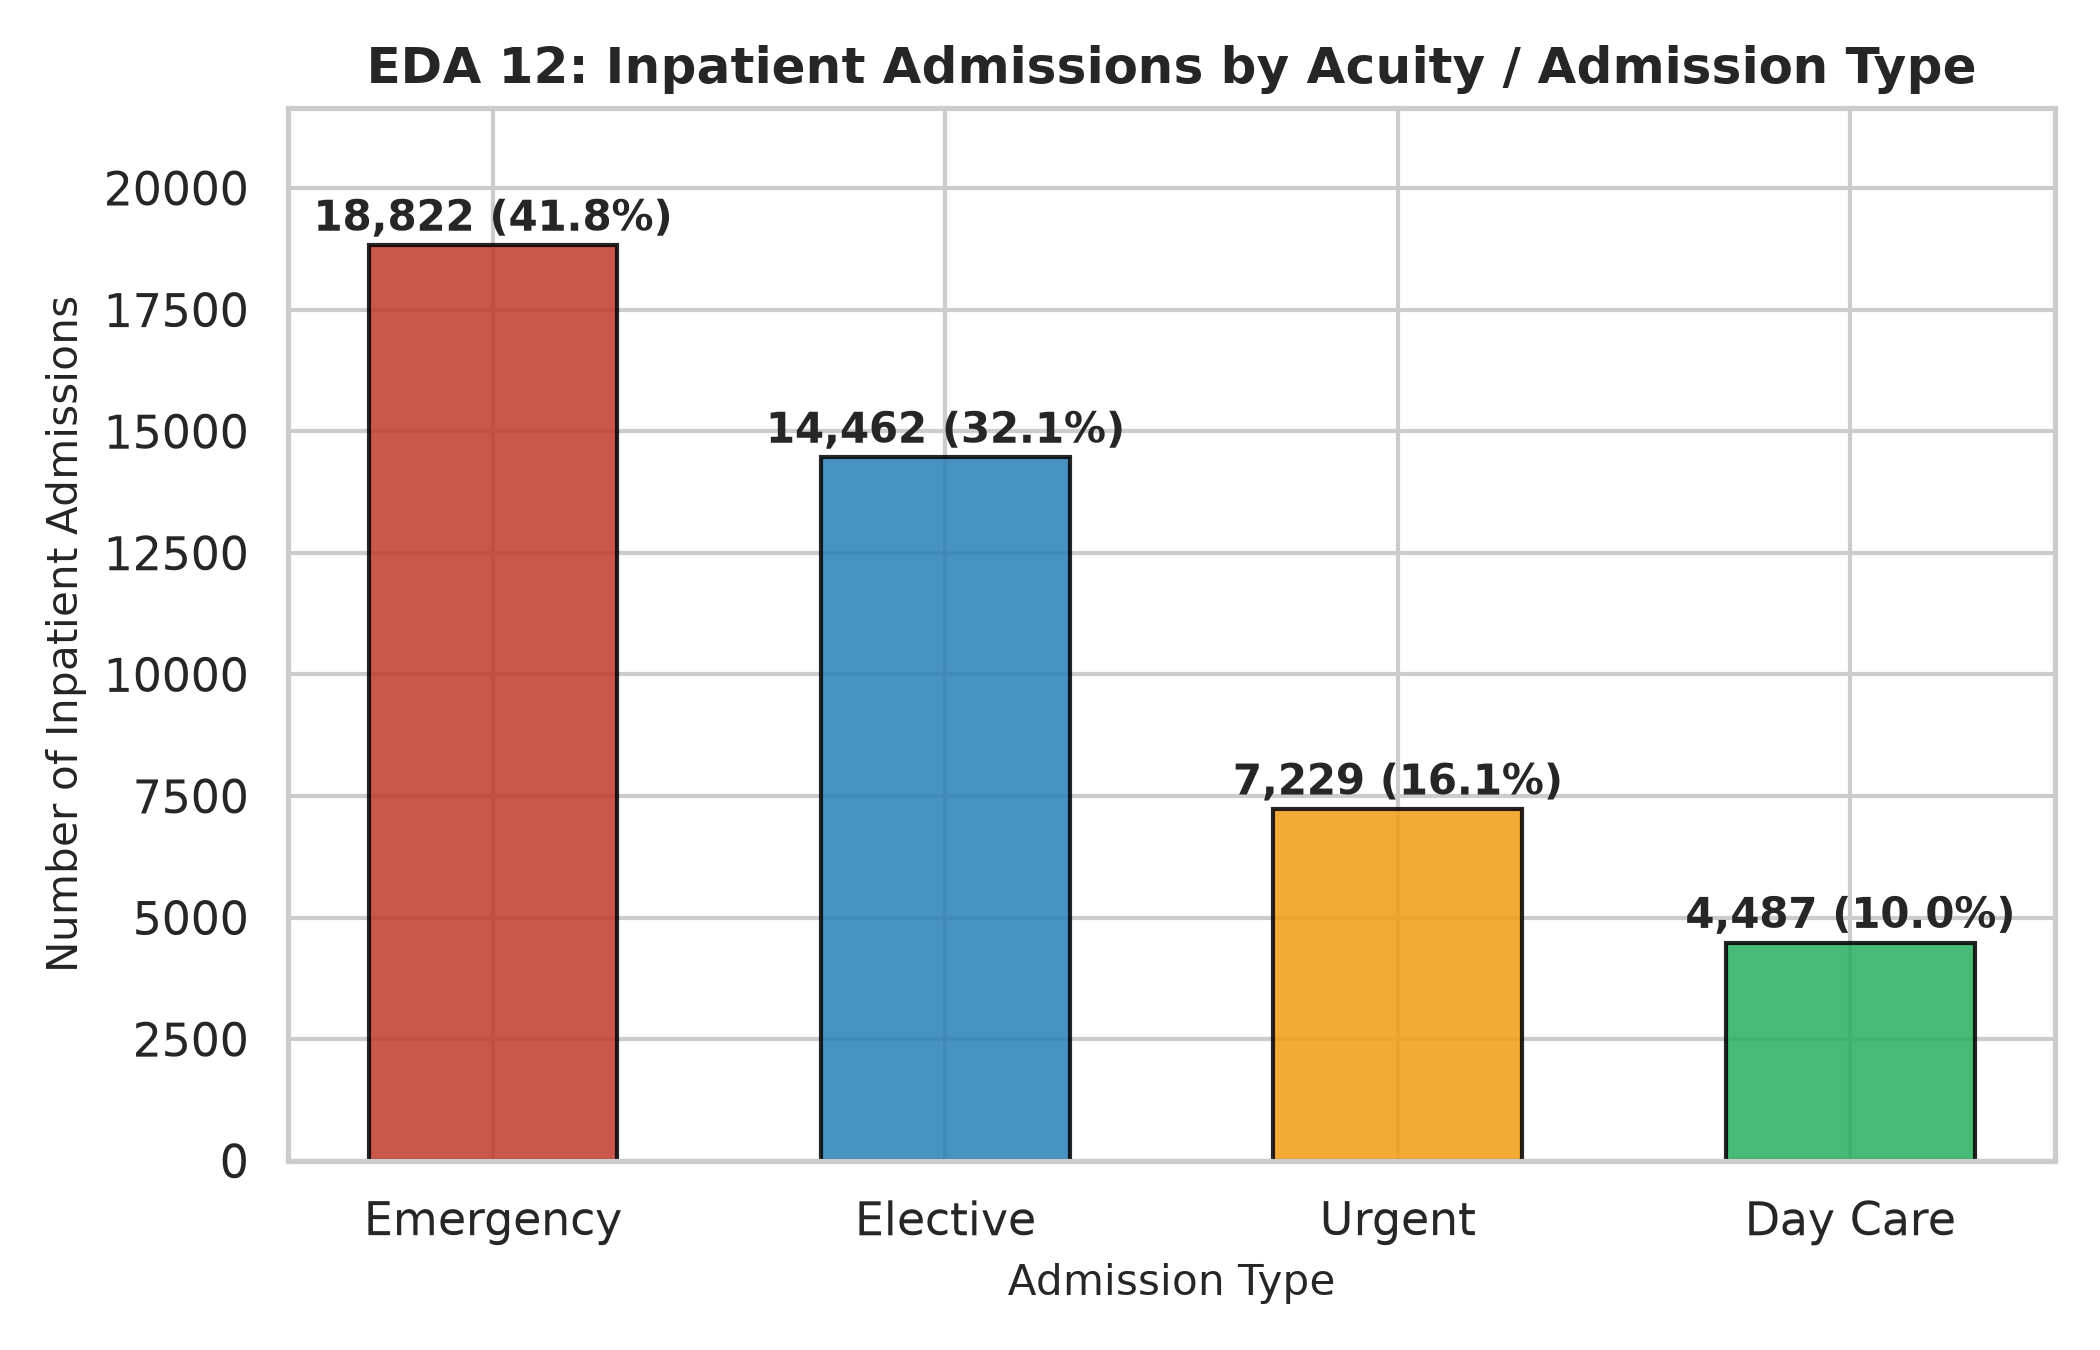 EDA 12: Inpatient Admissions by Acuity / Admission Type
Number of Inpatient Admissions
20000
17500
15000
12500
10000
7500
5000
2500
0
18,822 (41.8%)
14,462 (32.1%)
7,229 (16.1%)
4,487 (10.0%)
Emergency
Elective
Urgent
Day Care
Admission Type